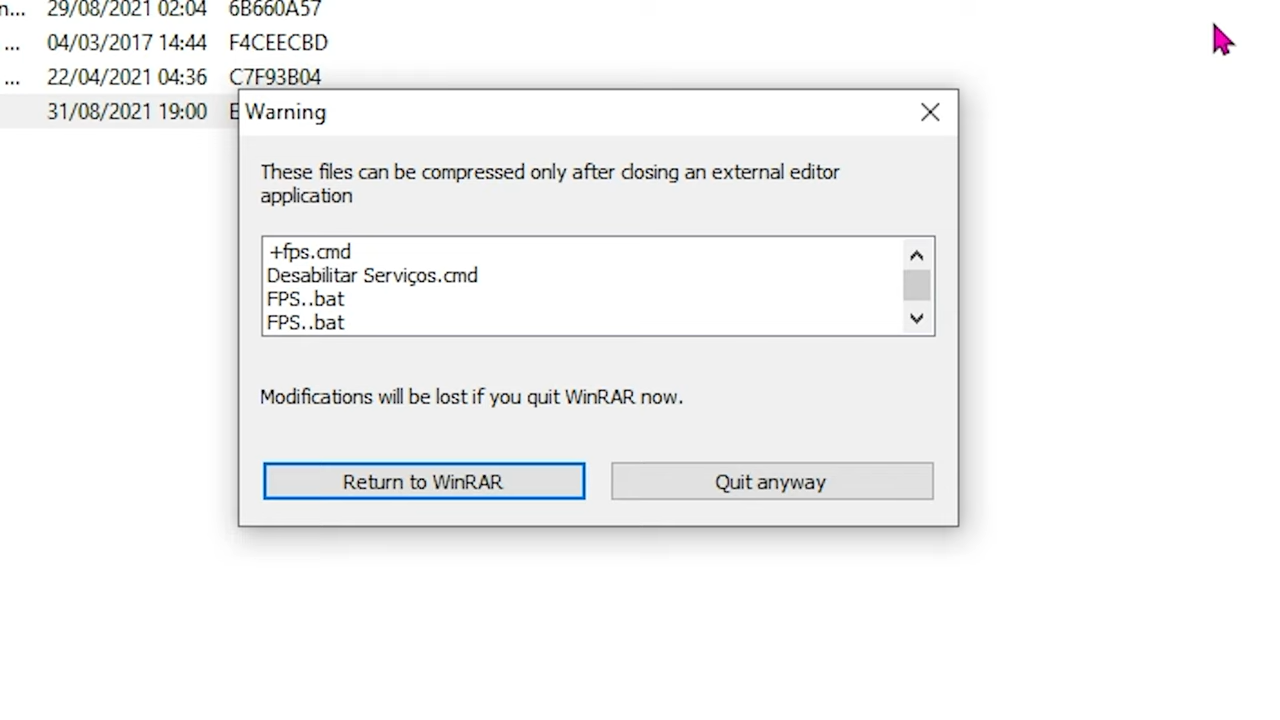 n... 29/08/2021 02:04 6B660A57
... 04/03/2017 14:44 F4CEECBD
... 22/04/2021 04:36 C7F93B04
31/08/2021 19:00 E
Warning
These files can be compressed only after closing an external editor
application
+fps.cmd
Desabilitar Serviços.cmd
FPS..bat
FPS..bat
Modifications will be lost if you quit WinRAR now.
Return to WinRAR
Quit anyway